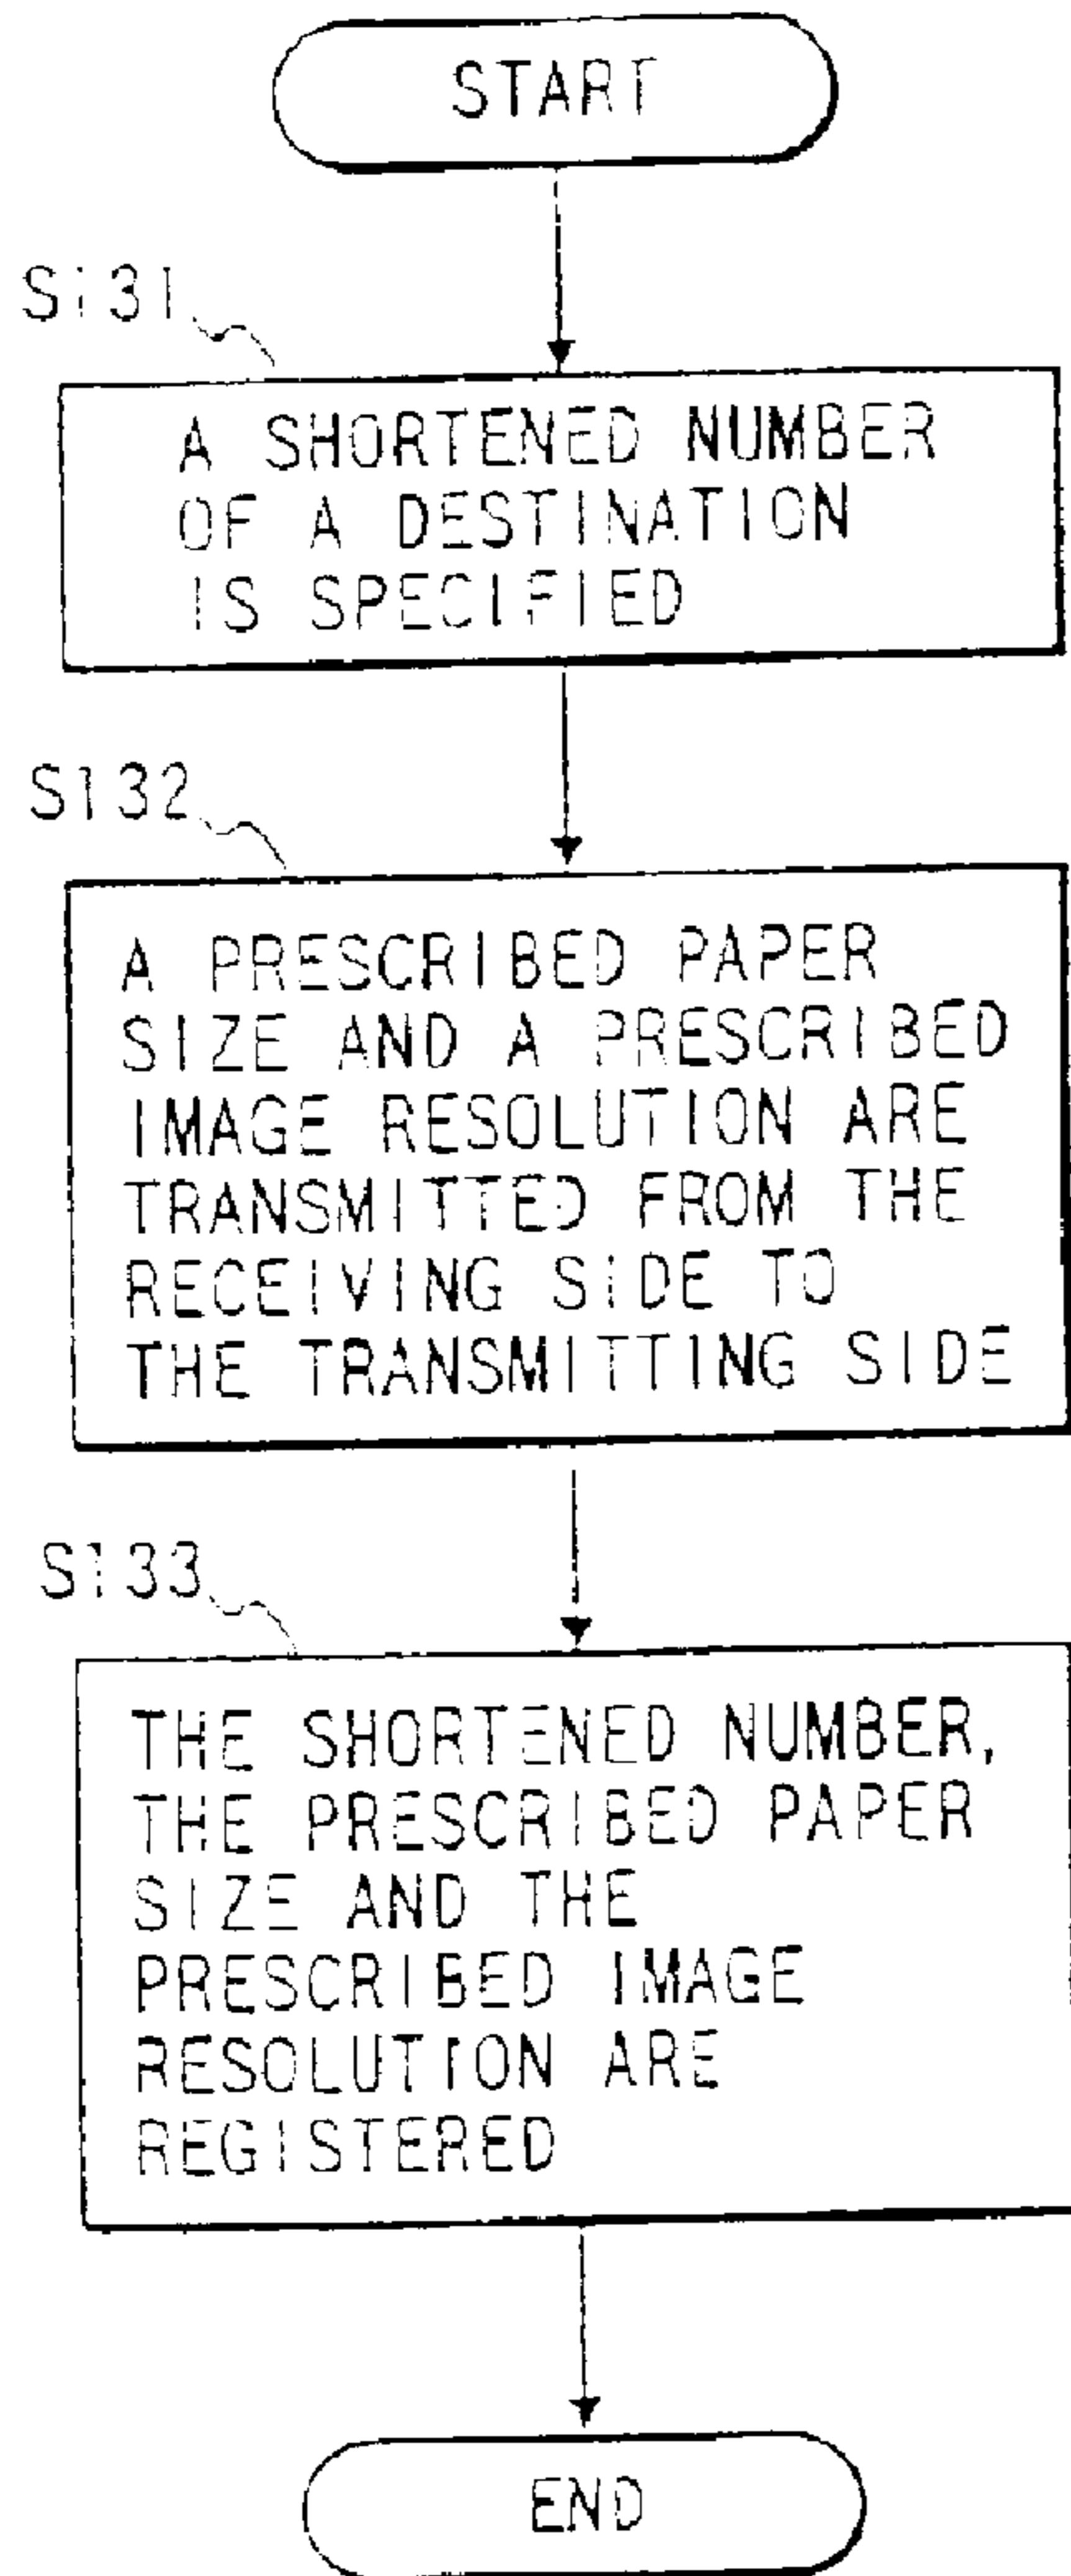 START
S131
A SHORTENED NUMBER
OF A DESTINATION
IS SPECIFIED
S132
A PRESCRIBED PAPER
SIZE AND A PRESCRIBED
IMAGE RESOLUTION ARE
TRANSMITTED FROM THE
RECEIVING SIDE TO
THE TRANSMITTING SIDE
S133
THE SHORTENED NUMBER,
THE PRESCRIBED PAPER
SIZE AND THE
PRESCRIBED IMAGE
RESOLUTION ARE
REGISTERED
END